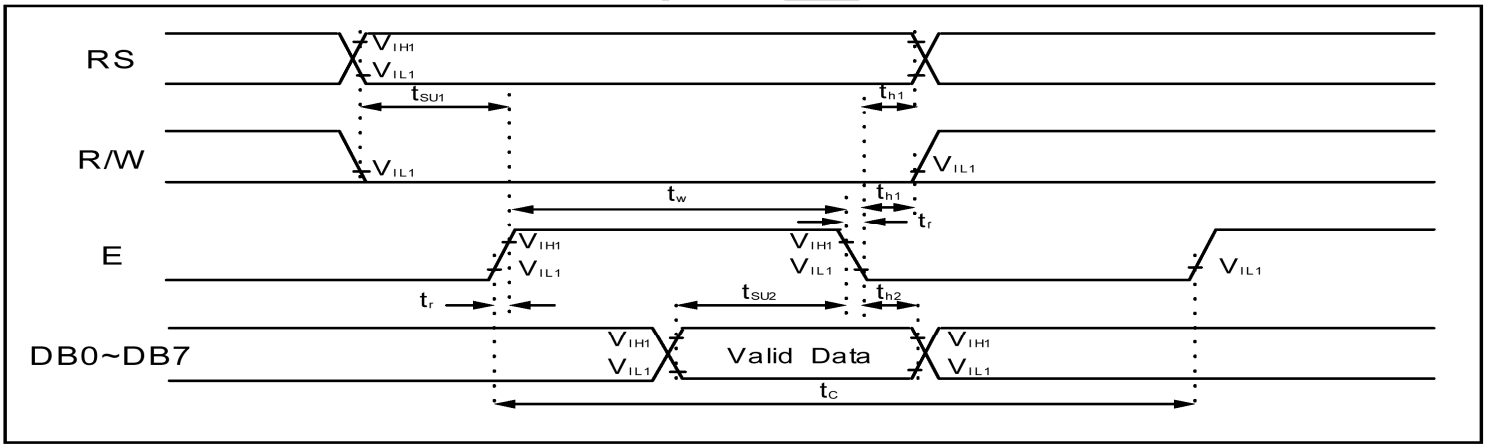 RS
VIH1
VIL1
tSU1
th1
R/W
VIL1
VIL1
tw
th1
tr
E
VIH1
VIL1
VIH1
VIL1
VIL1
tr
tSU2
th2
DB0~DB7
VIH1
VIL1
Valid Data
VIH1
VIL1
tC